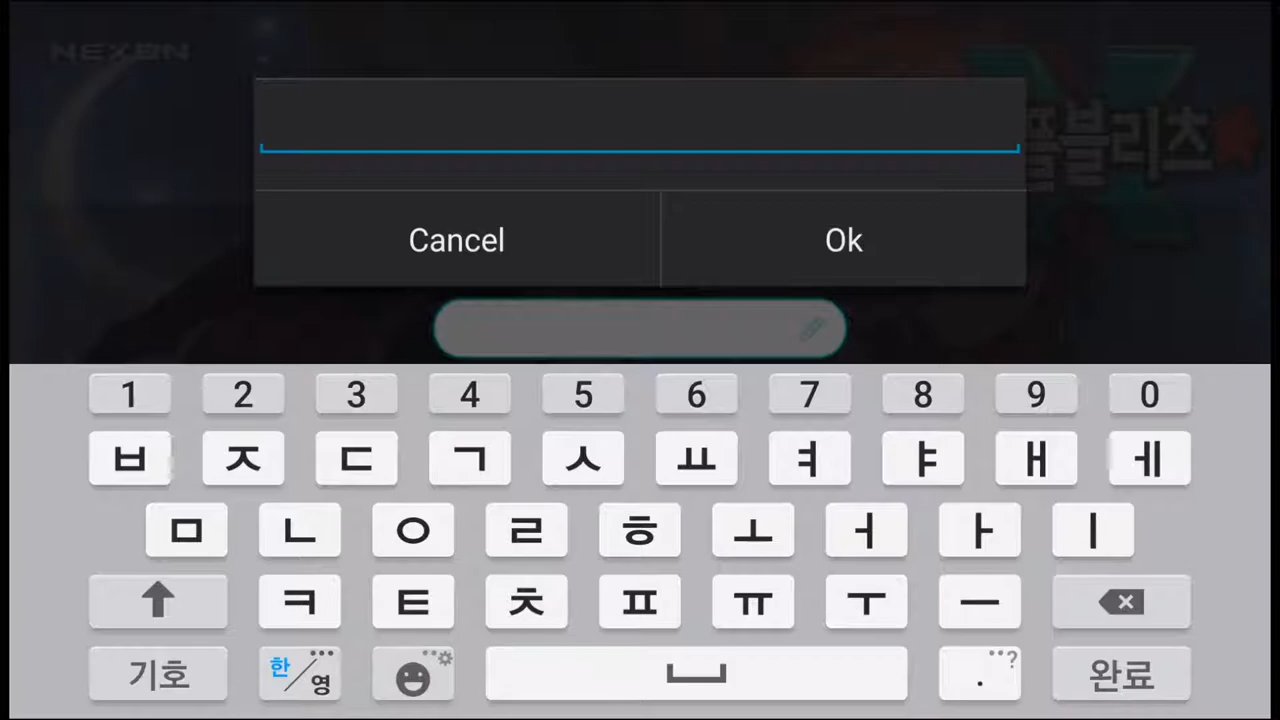 NEXON
플블리츠
Cancel
Ok
1 2 3 4 5 6 7 8 9 0
ㅂ ㅈ ㄷ ㄱ ㅅ ㅛ ㅕ ㅑ ㅐ ㅔ
ㅁ ㄴ ㅇ ㄹ ㅎ ㅗ ㅓ ㅏ ㅣ
ㅋ ㅌ ㅊ ㅍ ㅠ ㅜ ㅡ
기호 한/영 . ...? 완료